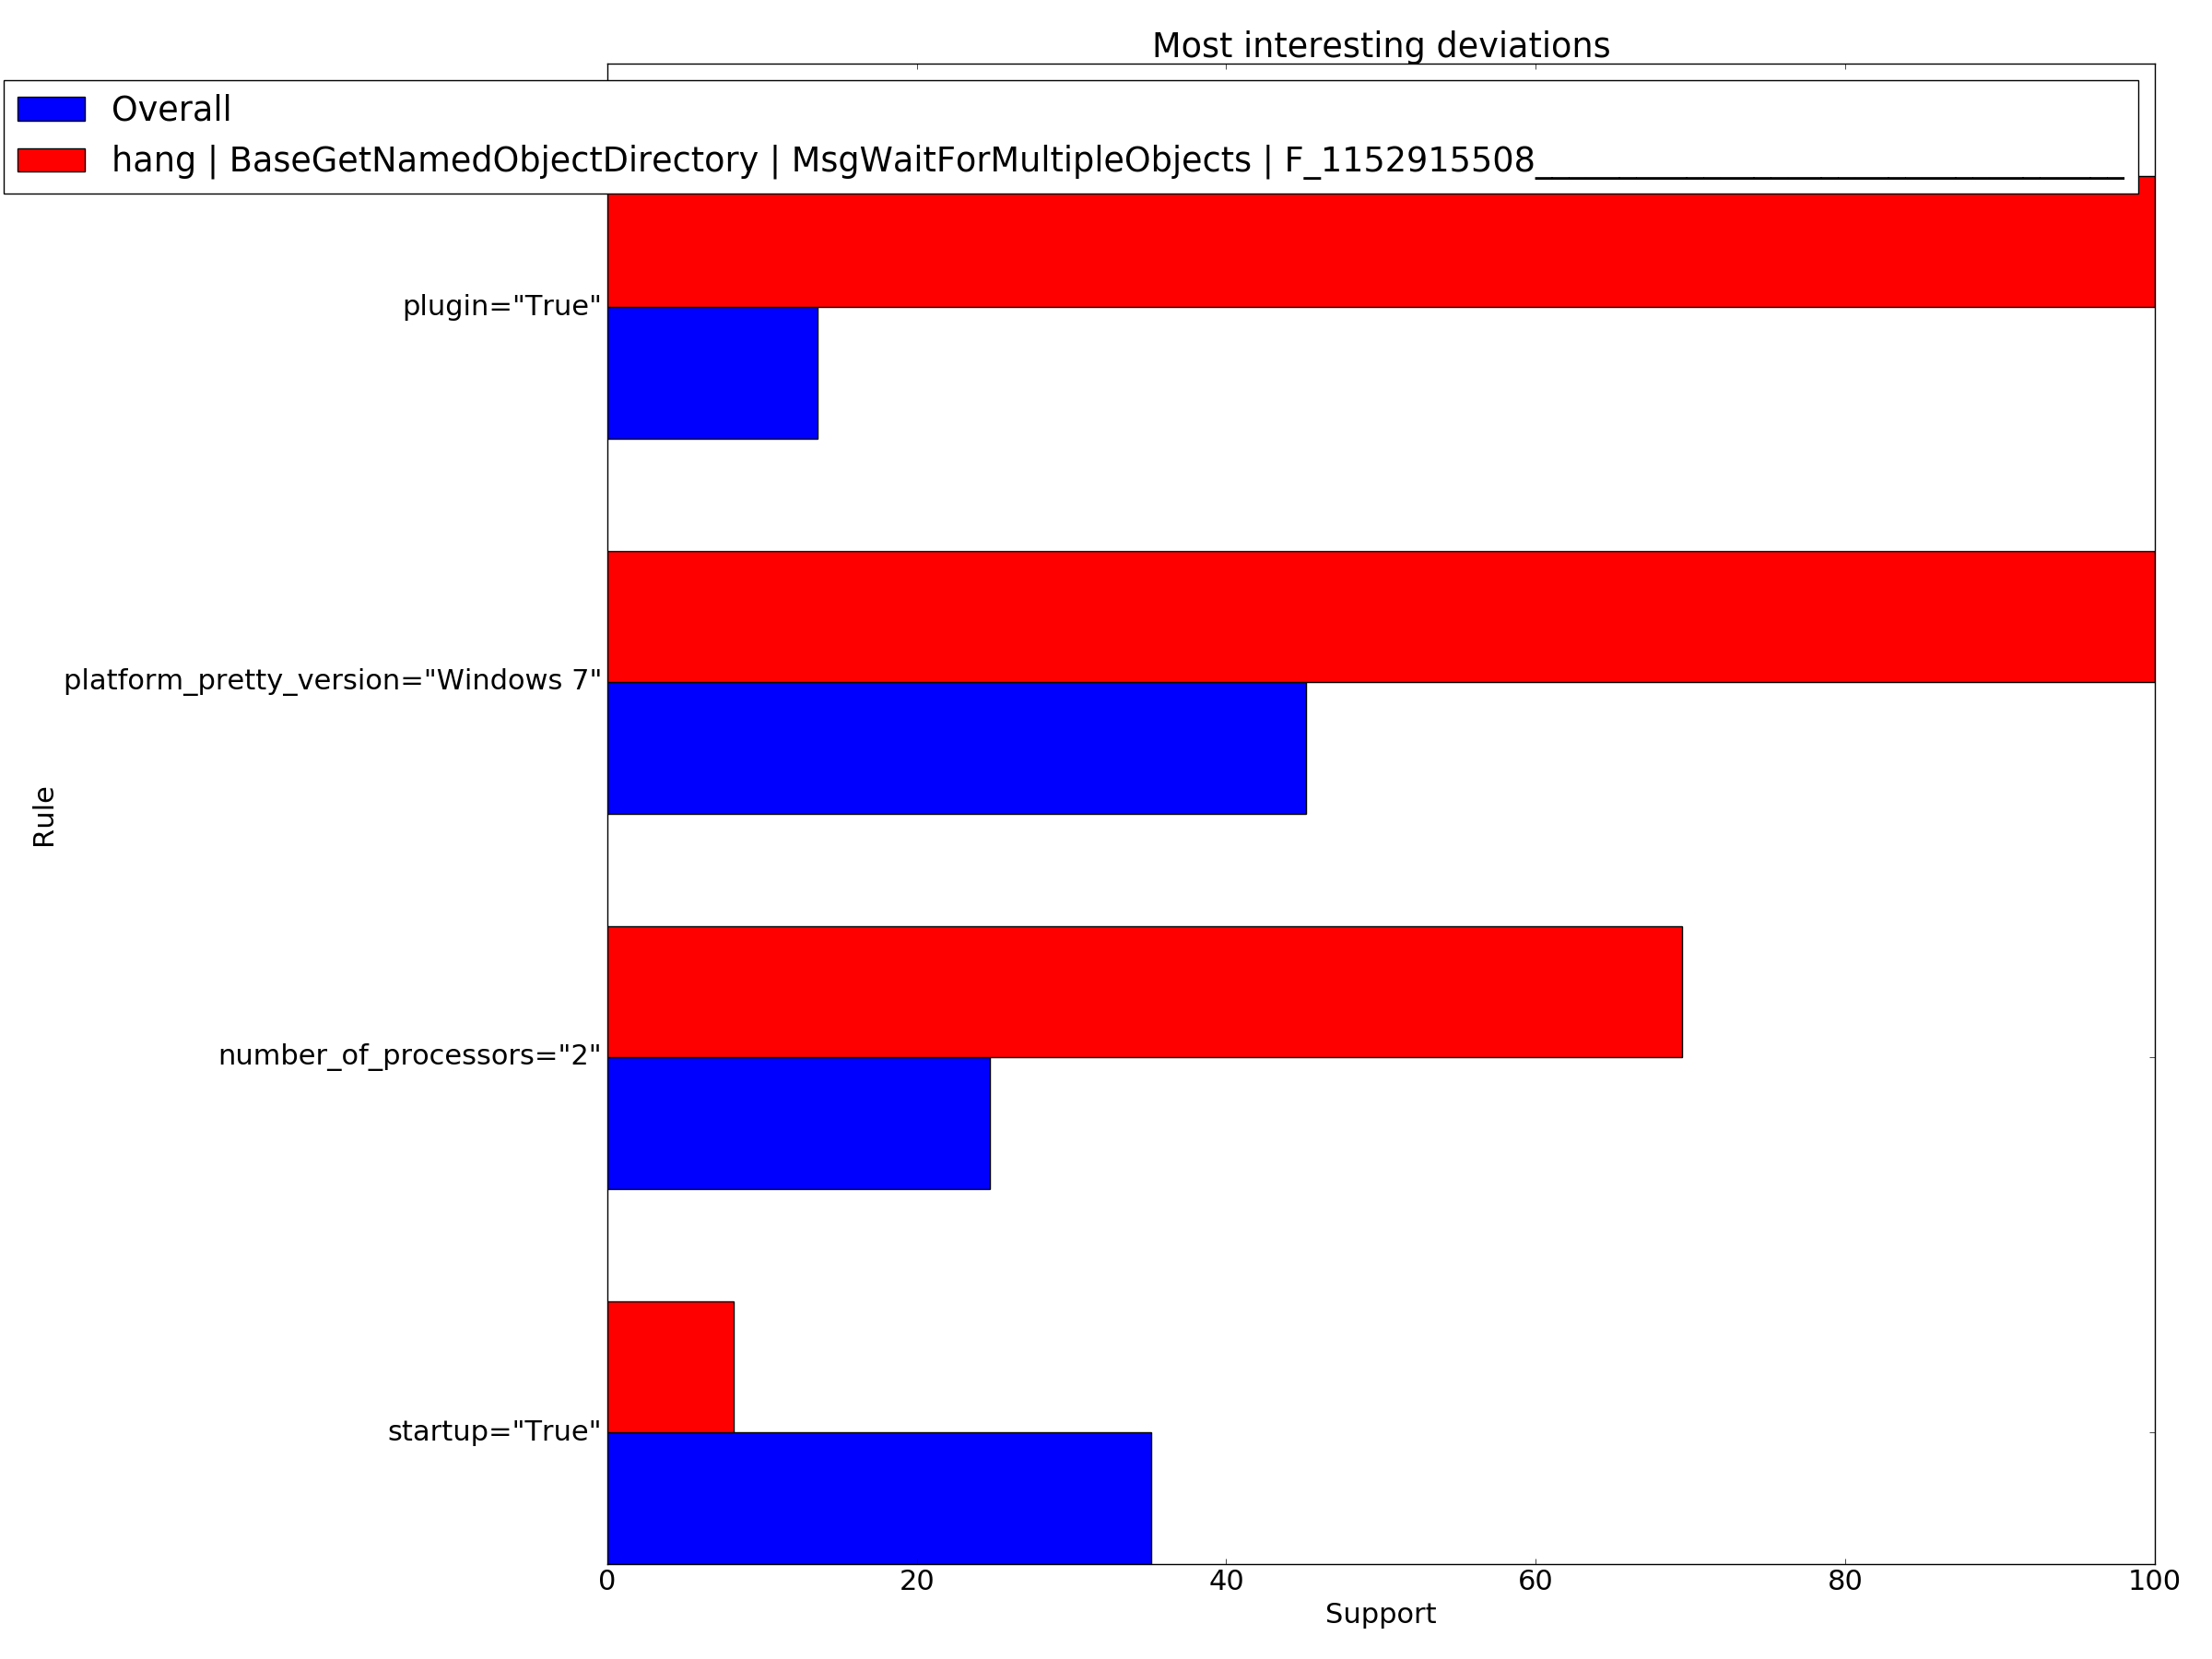 Most interesting deviations
Overall
hang | BaseGetNamedObjectDirectory | MsgWaitForMultipleObjects | F_1152915508___________________________________
plugin="True"
platform_pretty_version="Windows 7"
Rule
number_of_processors="2"
startup="True"
0 20 40 60 80 100
Support